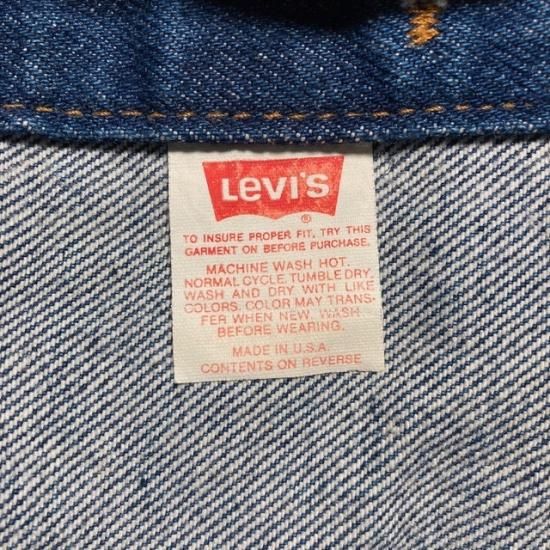 Levi's
®
TO INSURE PROPER FIT, TRY THIS
GARMENT ON BEFORE PURCHASE.
MACHINE WASH HOT.
NORMAL CYCLE. TUMBLE DRY.
WASH AND DRY WITH LIKE
COLORS. COLOR MAY TRANS-
FER WHEN NEW. WASH
BEFORE WEARING.
MADE IN U.S.A.
CONTENTS ON REVERSE